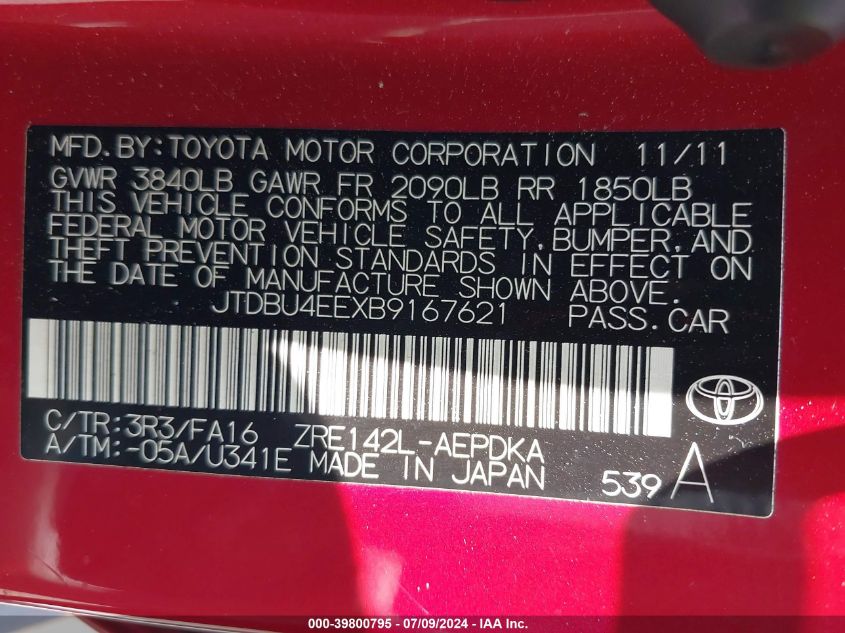 MFD. BY: TOYOTA MOTOR CORPORATION 11/11
GVWR 3840LB GAWR FR 2090LB RR 1850LB
THIS VEHICLE CONFORMS TO ALL APPLICABLE
FEDERAL MOTOR VEHICLE SAFETY, BUMPER, AND
THEFT PREVENTION STANDARDS IN EFFECT ON
THE DATE OF MANUFACTURE SHOWN ABOVE.
JTDBU4EEXB9167621 PASS. CAR
C/TR: 3R3/FA16 ZRE142L-AEPDKA
A/TM: -05A/U341E MADE IN JAPAN
539 A
000-39800795 - 07/09/2024 - IAAI.COM